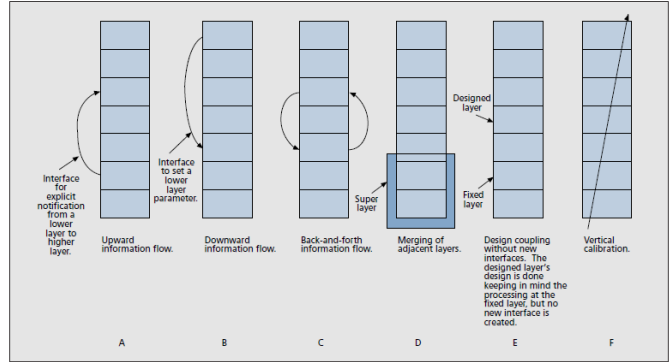 Designed
layer
Interface
for
explicit
notification
from a
lower
layer to
higher
layer.
Interface
to set a
lower
layer
parameter.
Super
layer
Fixed
layer
Upward
information flow.
Downward
information flow.
Back-and-forth
information flow.
Merging of
adjacent layers.
Design coupling
without new
interfaces. The
designed layer's
design is done
keeping in mind the
processing at the
fixed layer, but no
new interface is
created.
Vertical
calibration.
A
B
C
D
E
F